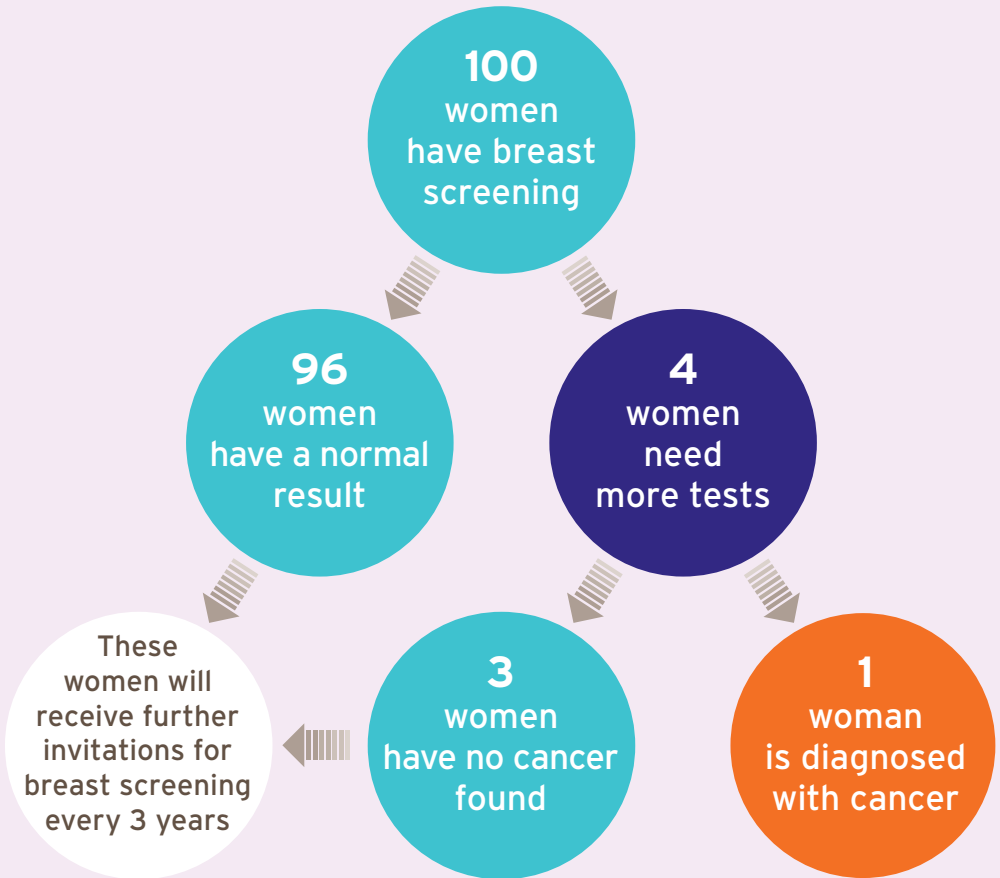 100
women
have breast
screening
96
women
have a normal
result
4
women
need
more tests
These
women will
receive further
invitations for
breast screening
every 3 years
3
women
have no cancer
found
1
woman
is diagnosed
with cancer